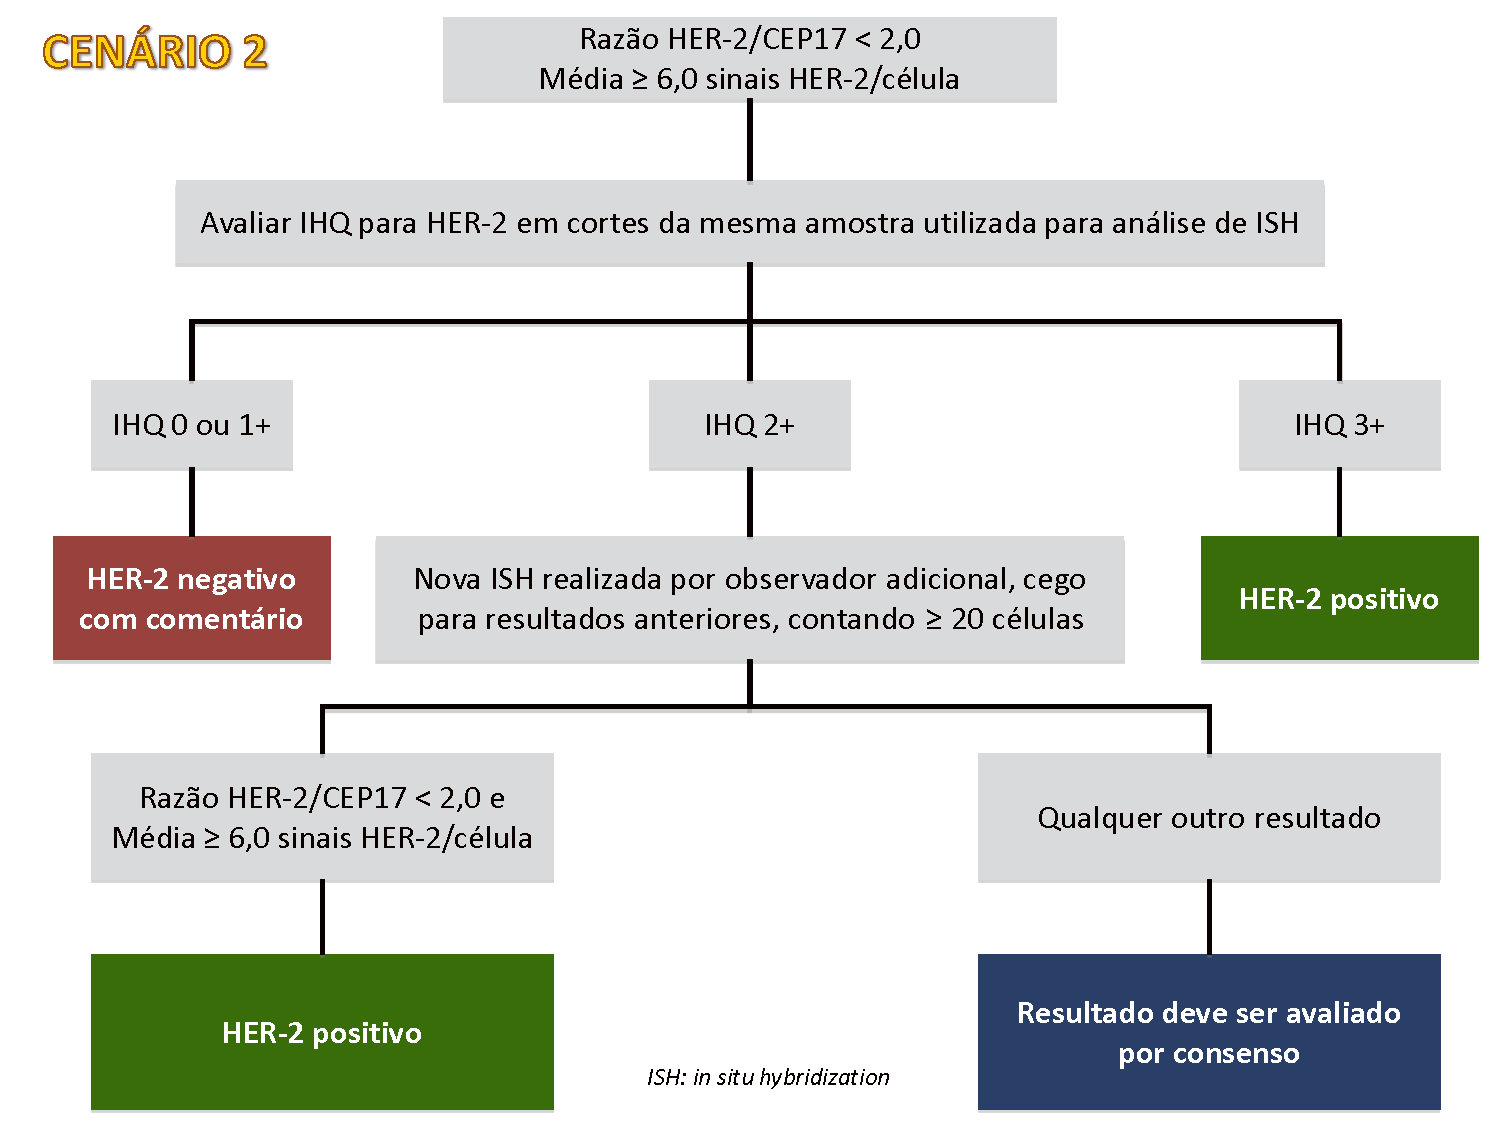 CENÁRIO 2
Razão HER-2/CEP17 < 2,0
Média ≥ 6,0 sinais HER-2/célula
Avaliar IHQ para HER-2 em cortes da mesma amostra utilizada para análise de ISH
IHQ 0 ou 1+
IHQ 2+
IHQ 3+
HER-2 negativo
com comentário
Nova ISH realizada por observador adicional, cego
para resultados anteriores, contando ≥ 20 células
HER-2 positivo
Razão HER-2/CEP17 < 2,0 e
Média ≥ 6,0 sinais HER-2/célula
Qualquer outro resultado
HER-2 positivo
Resultado deve ser avaliado
por consenso
ISH: in situ hybridization